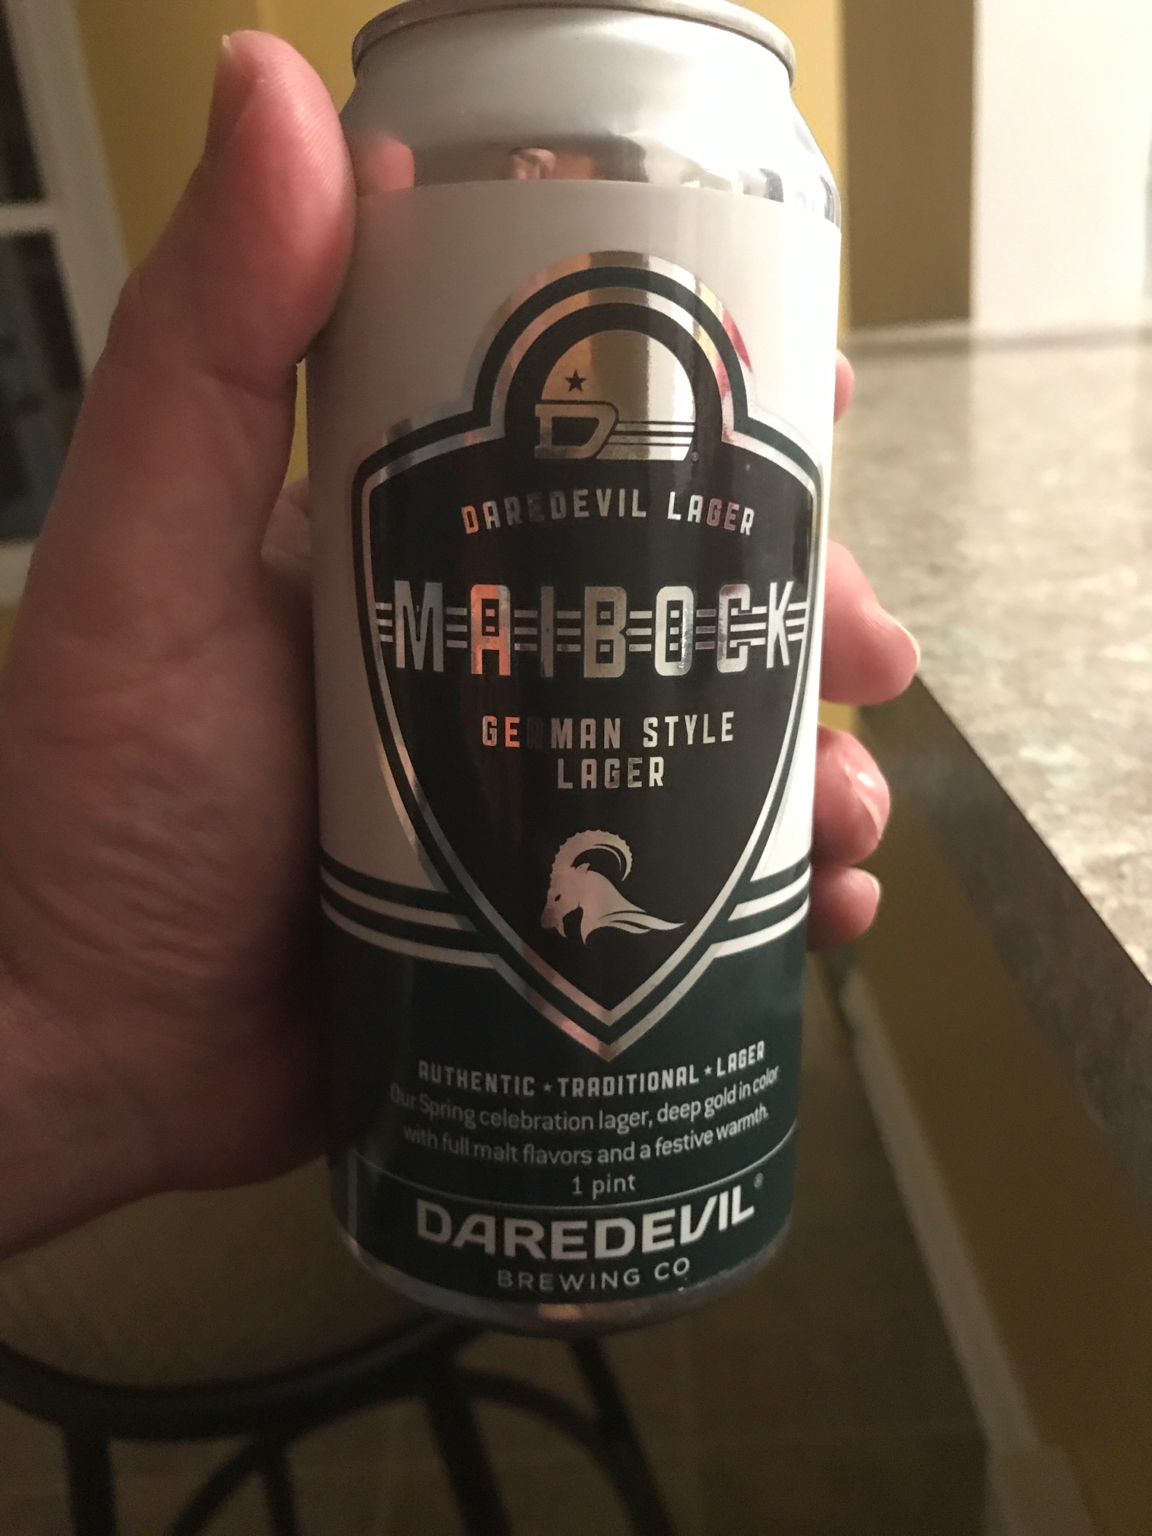 D
DAREDEVIL LAGER
MAIBOCK
GERMAN STYLE
LAGER
AUTHENTIC ★ TRADITIONAL ★ LAGER
Our Spring celebration lager, deep gold in color
with full malt flavors and a festive warmth.
1 pint
DAREDEVIL®
BREWING CO